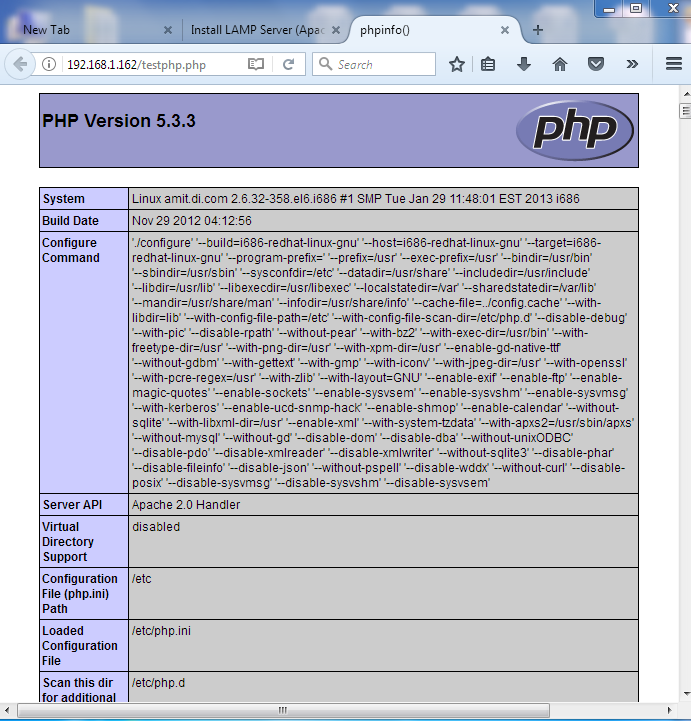 New Tab
Install LAMP Server (Apac
phpinfo()
192.168.1.162/testphp.php
Search
PHP Version 5.3.3
php
System
Linux amit.di.com 2.6.32-358.el6.i686 #1 SMP Tue Jan 29 11:48:01 EST 2013 i686
Build Date
Nov 29 2012 04:12:56
Configure
Command
'./configure' '--build=i686-redhat-linux-gnu' '--host=i686-redhat-linux-gnu' '--target=i686-
redhat-linux-gnu' '--program-prefix=' '--prefix=/usr' '--exec-prefix=/usr' '--bindir=/usr/bin'
'--sbindir=/usr/sbin' '--sysconfdir=/etc' '--datadir=/usr/share' '--includedir=/usr/include'
'--libdir=/usr/lib' '--libexecdir=/usr/libexec' '--localstatedir=/var' '--sharedstatedir=/var/lib'
'--mandir=/usr/share/man' '--infodir=/usr/share/info' '--cache-file=../config.cache' '--with-
libdir=lib' '--with-config-file-path=/etc' '--with-config-file-scan-dir=/etc/php.d' '--disable-debug'
'--with-pic' '--disable-rpath' '--without-pear' '--with-bz2' '--with-exec-dir=/usr/bin' '--with-
freetype-dir=/usr' '--with-png-dir=/usr' '--with-xpm-dir=/usr' '--enable-gd-native-ttf'
'--without-gdbm' '--with-gettext' '--with-gmp' '--with-iconv' '--with-jpeg-dir=/usr' '--with-openssl'
'--with-pcre-regex=/usr' '--with-zlib' '--with-layout=GNU' '--enable-exif' '--enable-ftp' '--enable-
magic-quotes' '--enable-sockets' '--enable-sysvsem' '--enable-sysvshm' '--enable-sysvmsg'
'--with-kerberos' '--enable-ucd-snmp-hack' '--enable-shmop' '--enable-calendar' '--without-
sqlite' '--with-libxml-dir=/usr' '--enable-xml' '--with-system-tzdata' '--with-apxs2=/usr/sbin/apxs'
'--without-mysql' '--without-gd' '--disable-dom' '--disable-dba' '--without-unixODBC'
'--disable-pdo' '--disable-xmlreader' '--disable-xmlwriter' '--without-sqlite3' '--disable-phar'
'--disable-fileinfo' '--disable-json' '--without-pspell' '--disable-wddx' '--without-curl' '--disable-
posix' '--disable-sysvmsg' '--disable-sysvshm' '--disable-sysvsem'
Server API
Apache 2.0 Handler
Virtual
Directory
Support
disabled
Configuration
File (php.ini)
Path
/etc
Loaded
Configuration
File
/etc/php.ini
Scan this dir
for additional
/etc/php.d